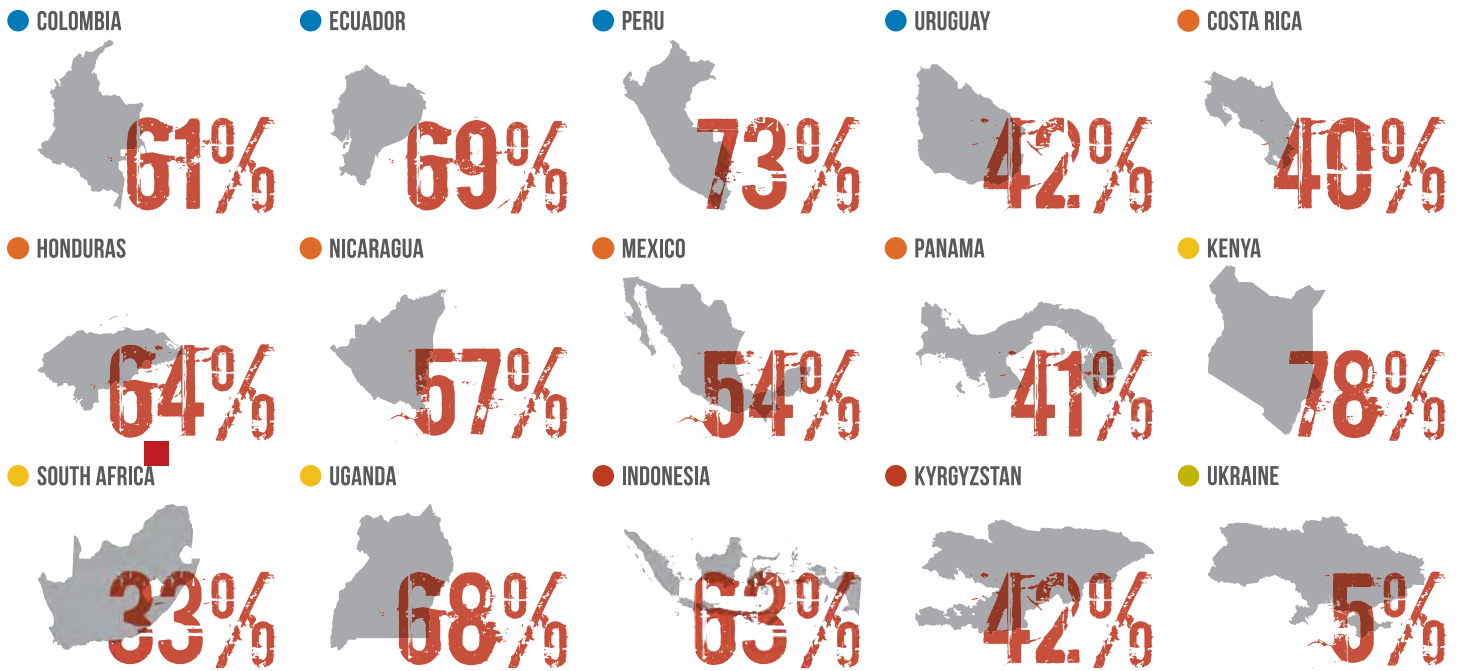 COLOMBIA
ECUADOR
PERU
URUGUAY
COSTA RICA
61%
69%
73%
42%
40%
HONDURAS
NICARAGUA
MEXICO
PANAMA
KENYA
64%
57%
54%
41%
78%
SOUTH AFRICA
UGANDA
INDONESIA
KYRGYZSTAN
UKRAINE
33%
68%
63%
42%
5%